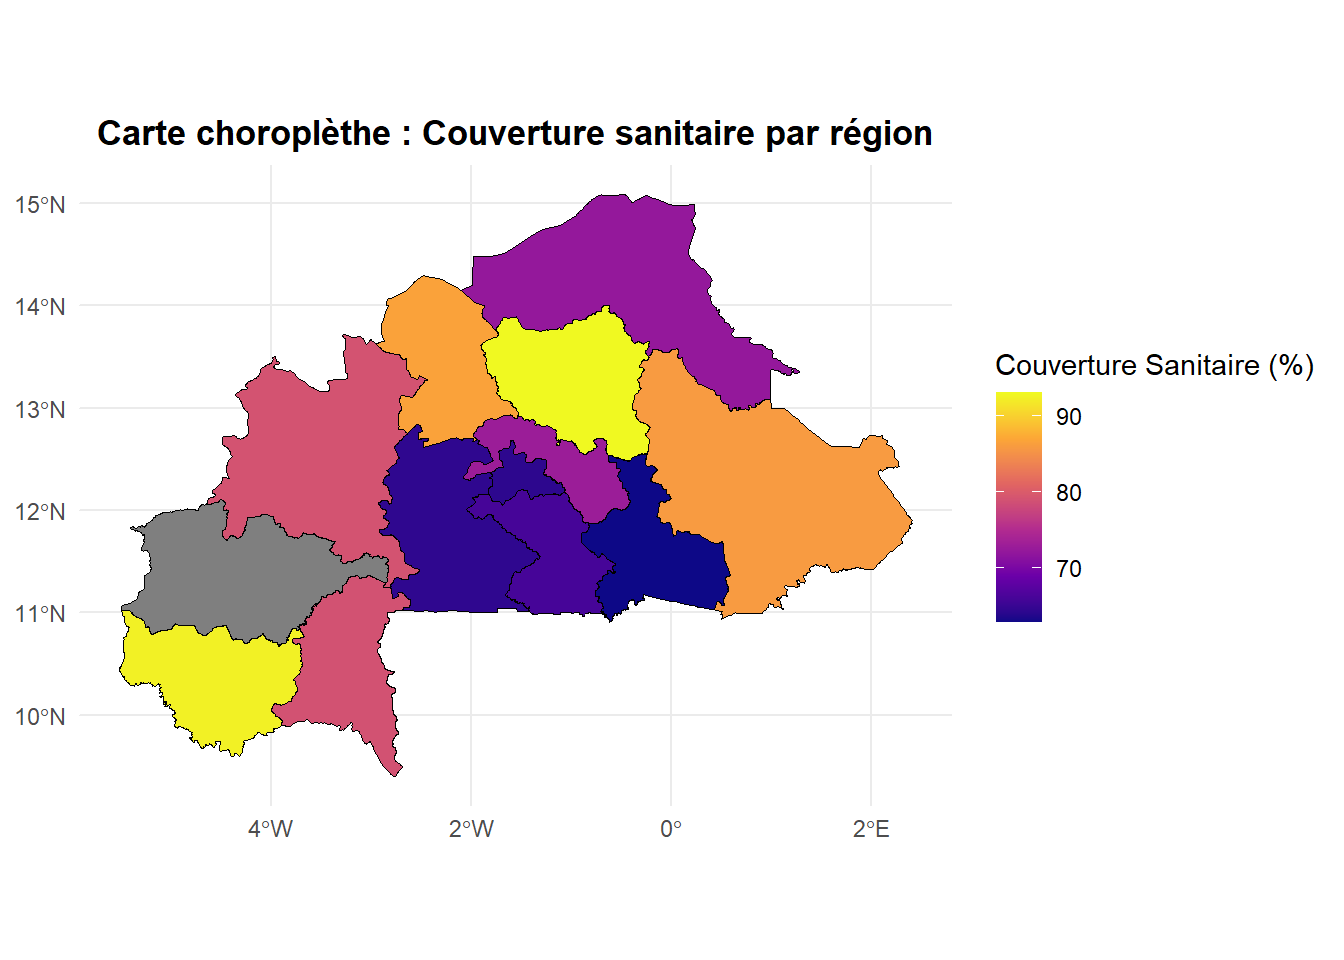 Carte choroplèthe : Couverture sanitaire par région
15°N
14°N
13°N
12°N
11°N
10°N
4°W
2°W
0°
2°E
Couverture Sanitaire (%)
90
80
70